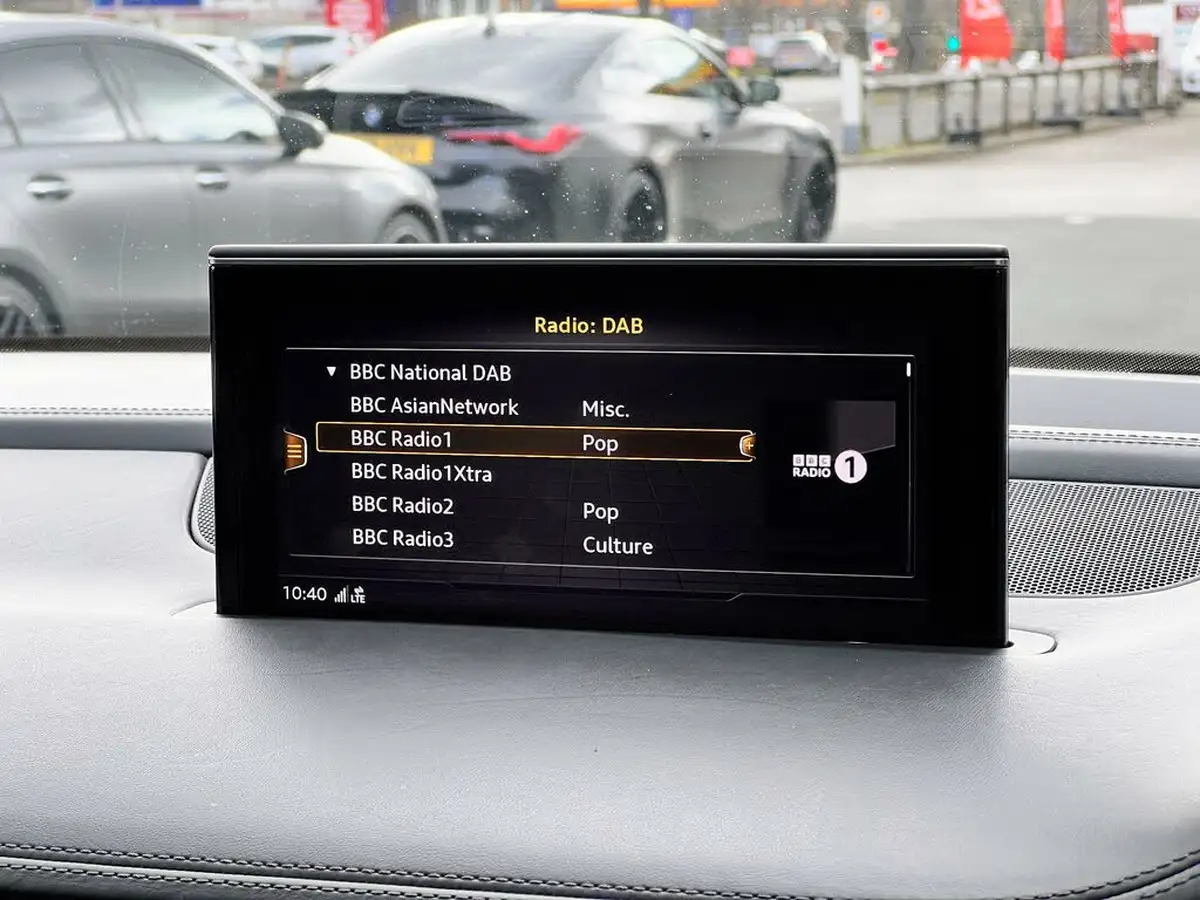 Radio: DAB
BBC National DAB
BBC AsianNetwork Misc.
BBC Radio1 Pop
BBC Radio1Xtra
BBC Radio2 Pop
BBC Radio3 Culture
BBC
RADIO 1
10:40 LTE